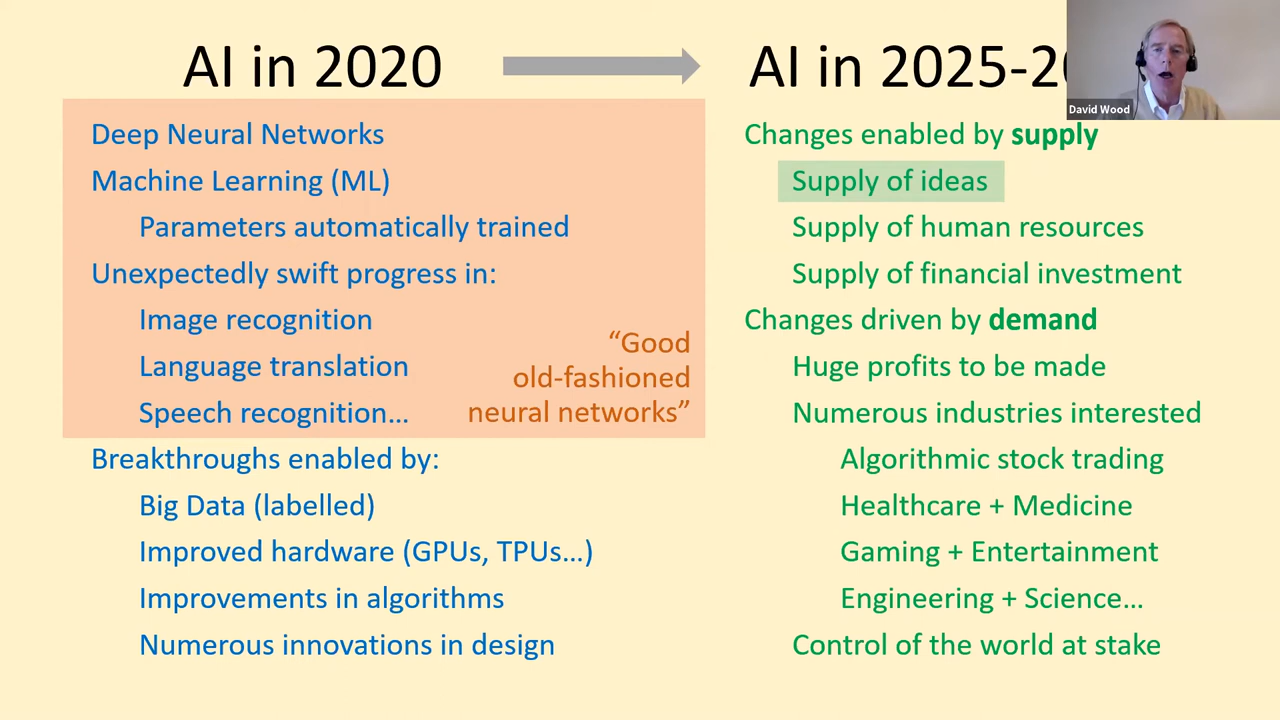 AI in 2020
Deep Neural Networks
Machine Learning (ML)
Parameters automatically trained
Unexpectedly swift progress in:
Image recognition
Language translation
Speech recognition...
“Good
old-fashioned
neural networks”
Breakthroughs enabled by:
Big Data (labelled)
Improved hardware (GPUs, TPUs...)
Improvements in algorithms
Numerous innovations in design
AI in 2025-20
David Wood
Changes enabled by supply
Supply of ideas
Supply of human resources
Supply of financial investment
Changes driven by demand
Huge profits to be made
Numerous industries interested
Algorithmic stock trading
Healthcare + Medicine
Gaming + Entertainment
Engineering + Science...
Control of the world at stake